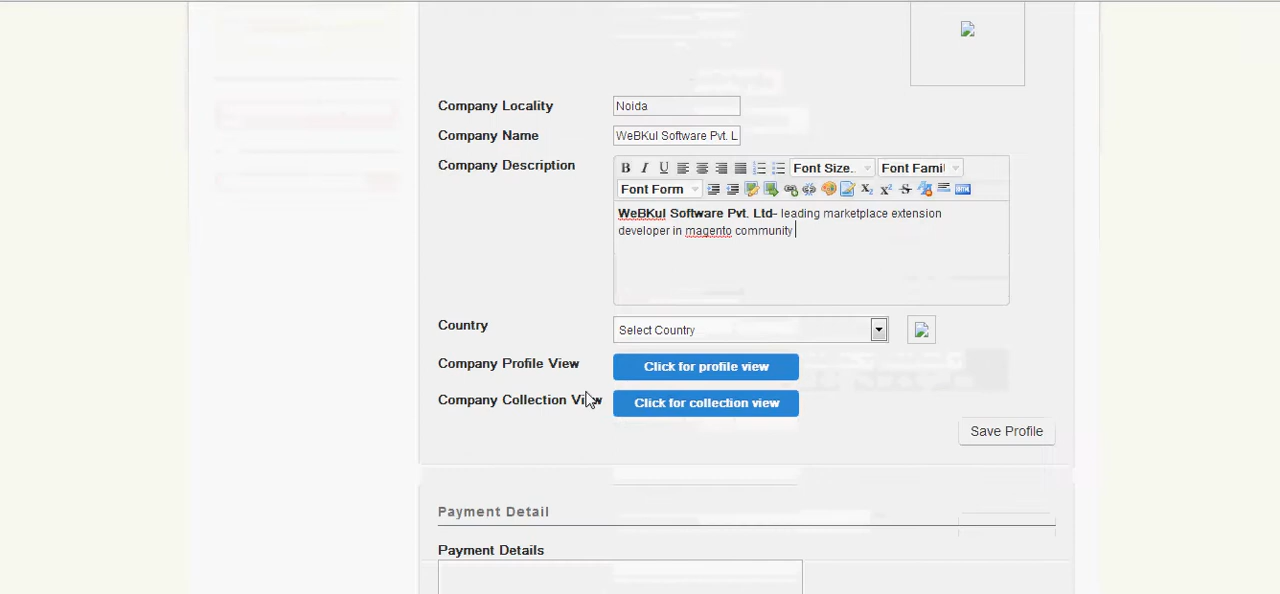 Company Locality
Noida
Company Name
WeBKul Software Pvt. L
Company Description
B I U Font Size.. Font Fami
Font Form
WeBKul Software Pvt. Ltd- leading marketplace extension
developer in magento community
Country
Select Country
Company Profile View
Click for profile view
Company Collection View
Click for collection view
Save Profile
Payment Detail
Payment Details